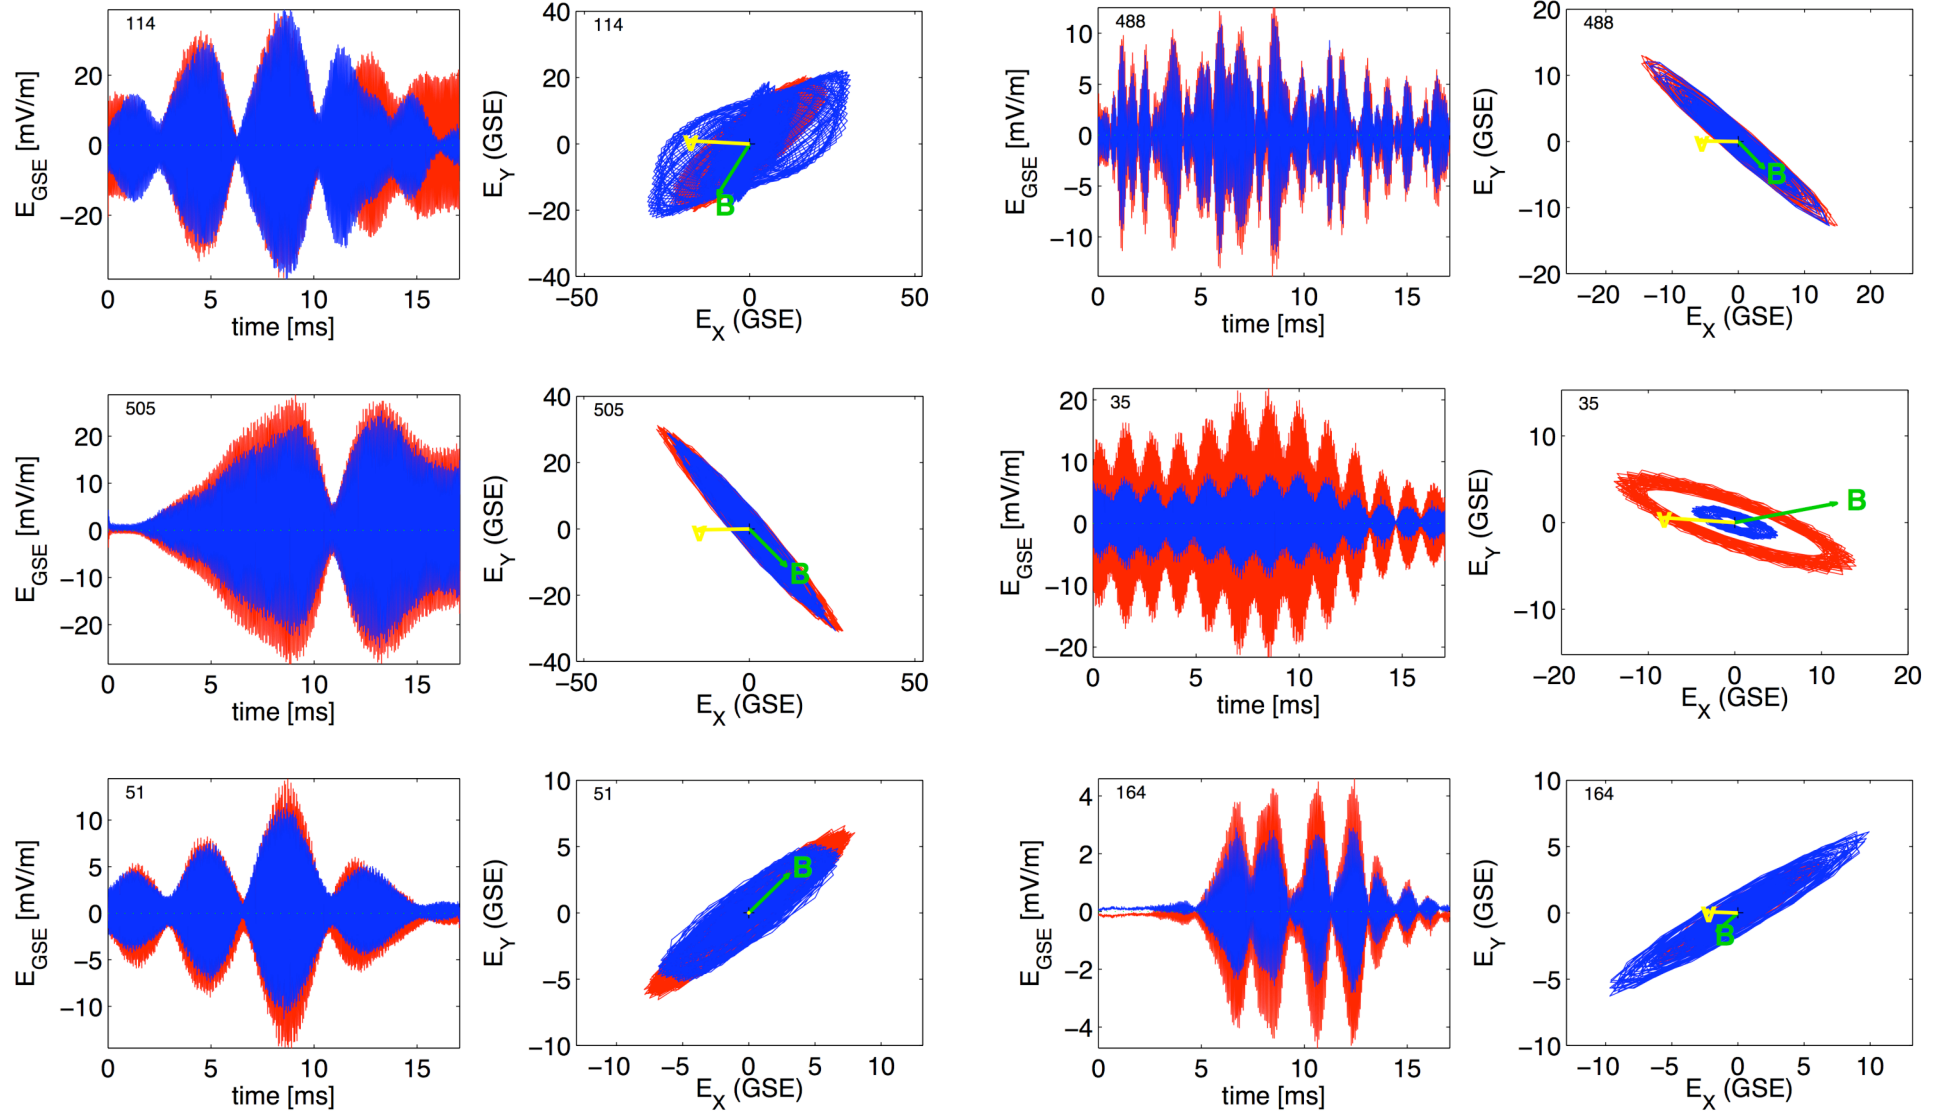 114
E_GSE [mV/m]
20
0
−20
0 5 10 15
time [ms]
114
E_Y (GSE)
40
20
0
−20
−40
−50 0 50
E_X (GSE)
V
B
488
E_GSE [mV/m]
10
5
0
−5
−10
0 5 10 15
time [ms]
488
E_Y (GSE)
20
10
0
−10
−20
−20 −10 0 10 20
E_X (GSE)
V
B
505
E_GSE [mV/m]
20
10
0
−10
−20
0 5 10 15
time [ms]
505
E_Y (GSE)
40
20
0
−20
−40
−50 0 50
E_X (GSE)
V
B
35
E_GSE [mV/m]
20
10
0
−10
−20
0 5 10 15
time [ms]
35
E_Y (GSE)
10
0
−10
−20 −10 0 10 20
E_X (GSE)
V
B
51
E_GSE [mV/m]
10
5
0
−5
−10
0 5 10 15
time [ms]
51
E_Y (GSE)
10
5
0
−5
−10
−10 −5 0 5 10
E_X (GSE)
B
164
E_GSE [mV/m]
4
2
0
−2
−4
0 5 10 15
time [ms]
164
E_Y (GSE)
10
5
0
−5
−10
−10 −5 0 5 10
E_X (GSE)
V
B